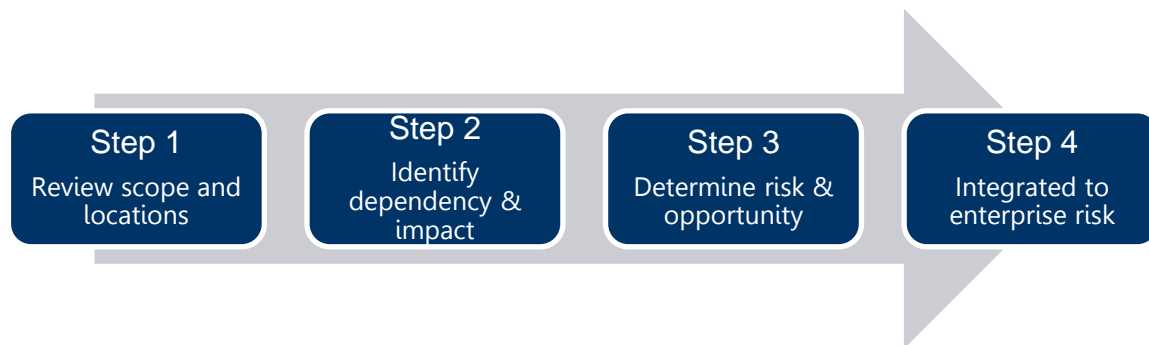 Step 1
Review scope and
locations
Step 2
Identify
dependency &
impact
Step 3
Determine risk &
opportunity
Step 4
Integrated to
enterprise risk